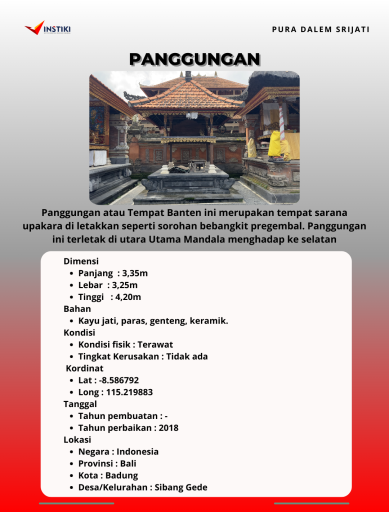 INSTIKI
PURA DALEM SRIJATI
PANGGUNGAN
Panggungan atau Tempat Banten ini merupakan tempat sarana
upakara di letakkan seperti sorohan bebangkit pregembal. Panggungan
ini terletak di utara Utama Mandala menghadap ke selatan
Dimensi
• Panjang : 3,35m
• Lebar : 3,25m
• Tinggi : 4,20m
Bahan
• Kayu jati, paras, genteng, keramik.
Kondisi
• Kondisi fisik : Terawat
• Tingkat Kerusakan : Tidak ada
Kordinat
• Lat : -8.586792
• Long : 115.219883
Tanggal
• Tahun pembuatan : -
• Tahun perbaikan : 2018
Lokasi
• Negara : Indonesia
• Provinsi : Bali
• Kota : Badung
• Desa/Kelurahan : Sibang Gede